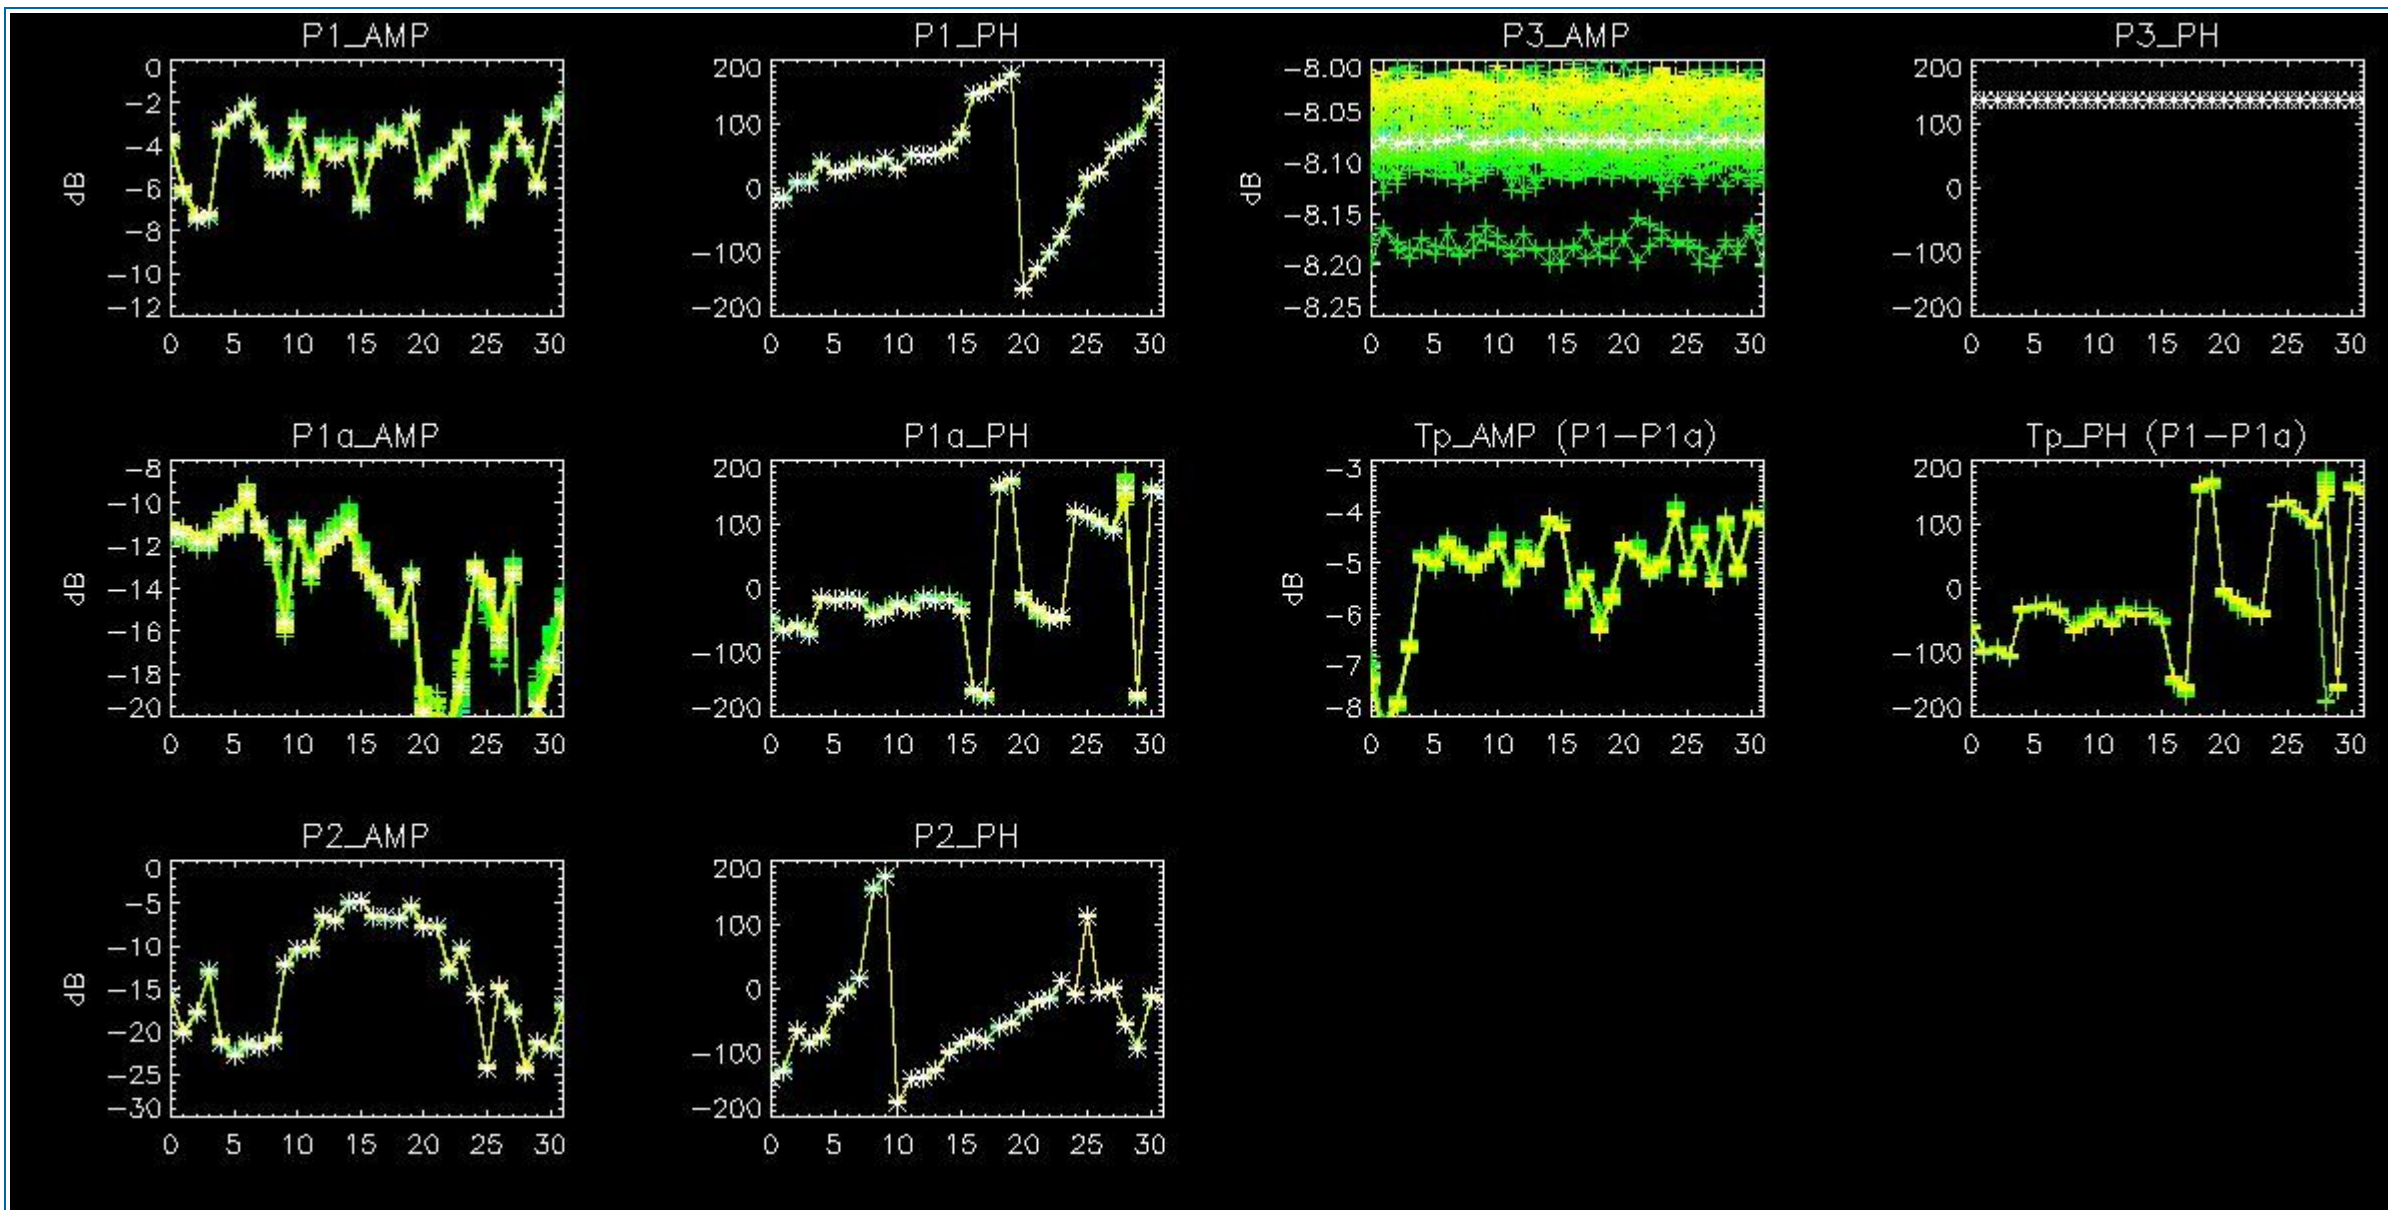 P1_AMP P1_PH P3_AMP P3_PH
0 200 -8.00 200
-2 100 -8.05 100
-4 0 -8.10 0
-6 -100 -8.15 -100
-8 -200 -8.20 -200
-10 -8.25
-12
dB dB
0 5 10 15 20 25 30 0 5 10 15 20 25 30 0 5 10 15 20 25 30 0 5 10 15 20 25 30
P1a_AMP P1a_PH Tp_AMP (P1-P1a) Tp_PH (P1-P1a)
-8 200 -3 200
-10 100 -4 100
-12 0 -5 0
-14 -100 -6 -100
-16 -200 -7 -200
-18 -8
-20
dB dB
0 5 10 15 20 25 30 0 5 10 15 20 25 30 0 5 10 15 20 25 30 0 5 10 15 20 25 30
P2_AMP P2_PH
0 200
-5 100
-10 0
-15 -100
-20 -200
-25
-30
dB
0 5 10 15 20 25 30 0 5 10 15 20 25 30